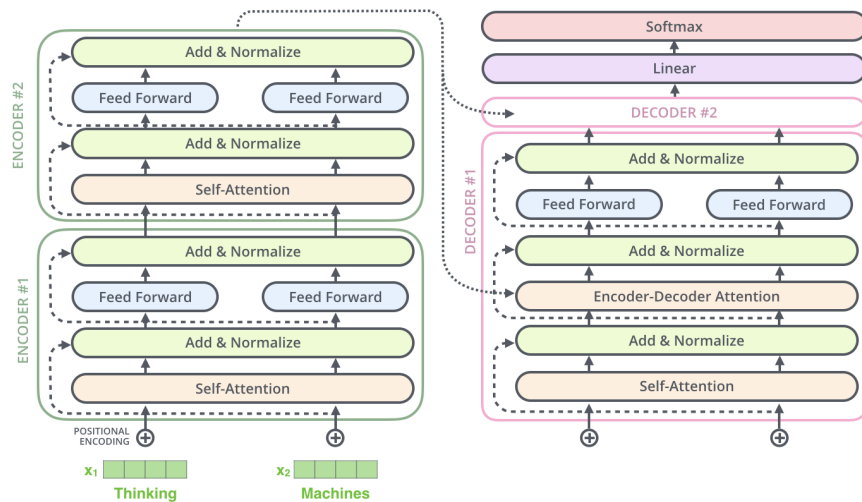 ENCODER #2
Add & Normalize
Feed Forward
Feed Forward
Add & Normalize
Self-Attention
ENCODER #1
Add & Normalize
Feed Forward
Feed Forward
Add & Normalize
Self-Attention
POSITIONAL
ENCODING
x₁
x₂
Thinking
Machines
Softmax
Linear
DECODER #2
DECODER #1
Add & Normalize
Feed Forward
Feed Forward
Add & Normalize
Encoder-Decoder Attention
Add & Normalize
Self-Attention